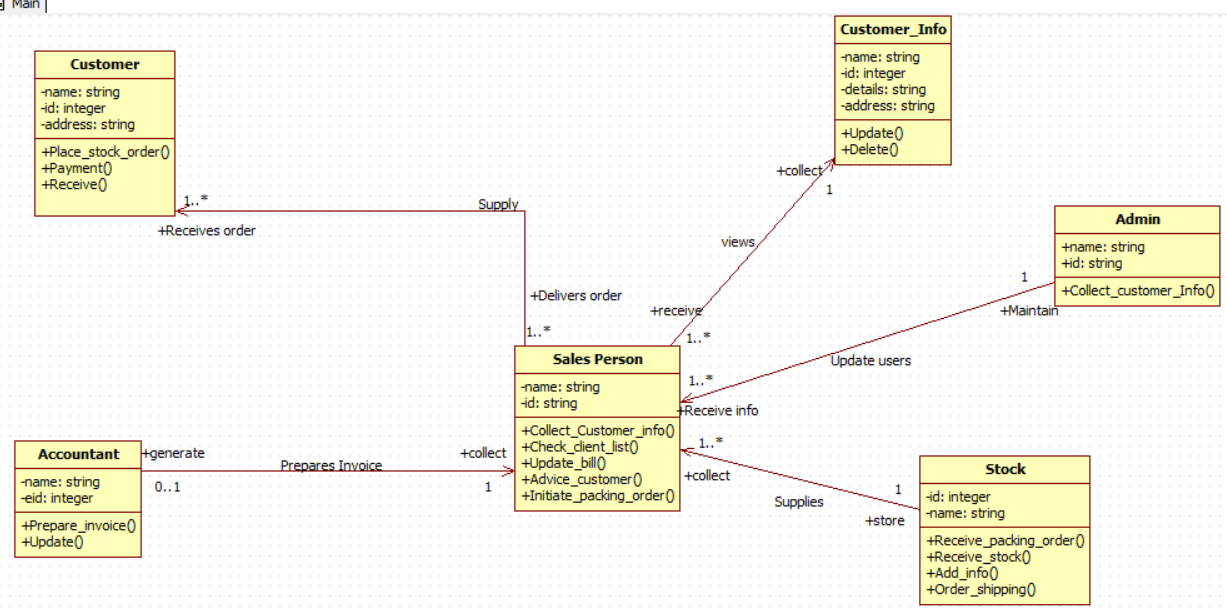 Main
Customer
-name: string
-id: integer
-address: string
+Place_stock_order()
+Payment()
+Receive()
1..*
+Receives order
Supply
+Delivers order
1..*
Customer_Info
-name: string
-id: integer
-details: string
-address: string
+Update()
+Delete()
+collect
1
views
+receive
1..*
Admin
+name: string
+id: string
+Collect_customer_Info()
1
+Maintain
Update users
1..*
+Receive info
Sales Person
-name: string
-id: string
+Collect_Customer_info()
+Check_client_list()
+Update_bill()
+Advice_customer()
+Initiate_packing_order()
Accountant
-name: string
-eid: integer
+Prepare_invoice()
+Update()
+generate
0..1
Prepares Invoice
+collect
1
1..*
+collect
Supplies
1
+store
Stock
-id: integer
-name: string
+Receive_packing_order()
+Receive_stock()
+Add_info()
+Order_shipping()